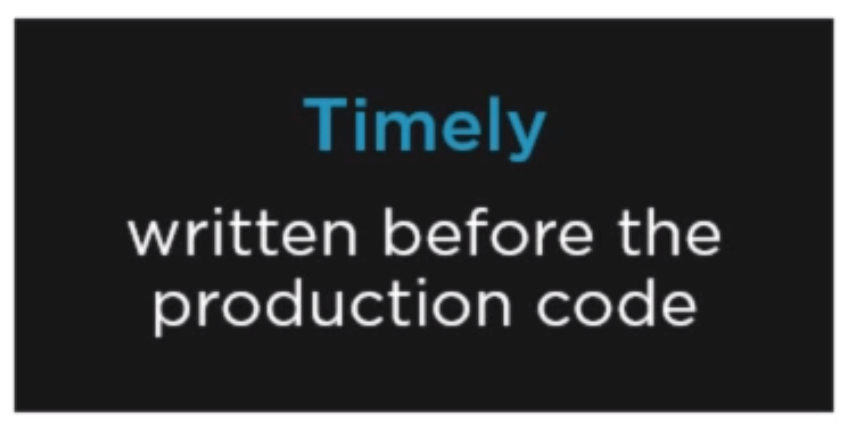 Timely
written before the
production code